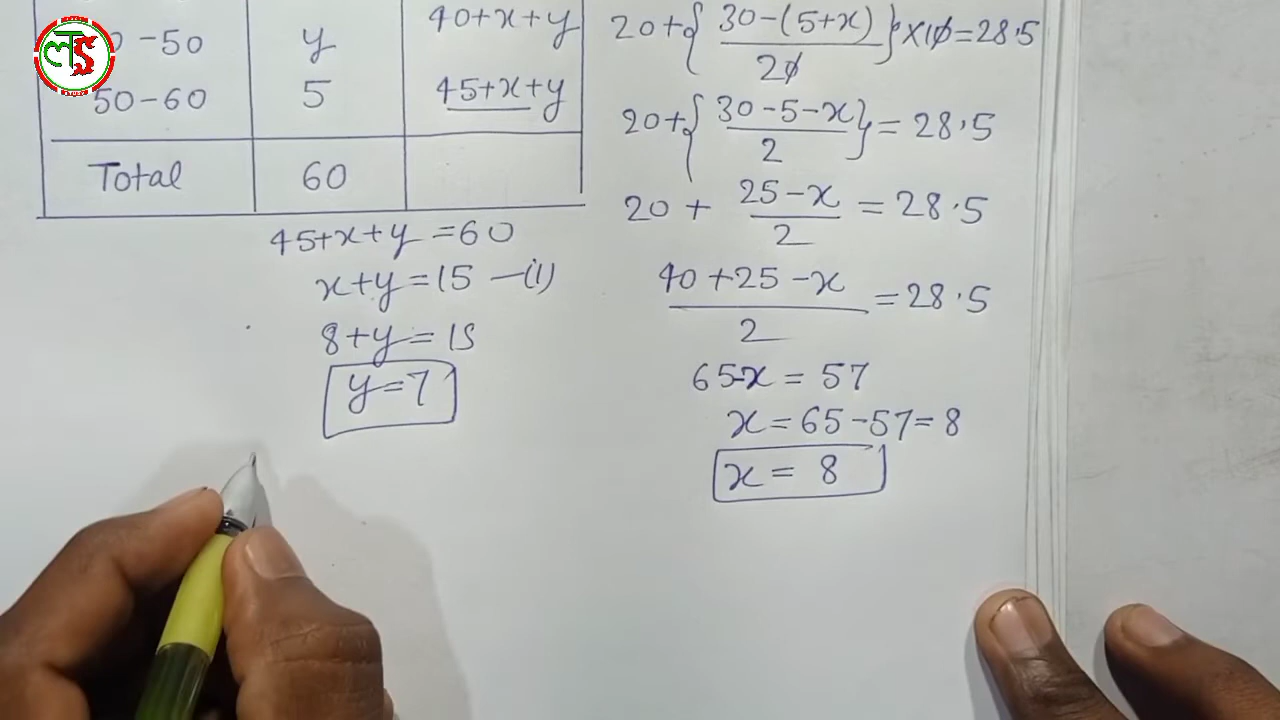 -50 y 40+x+y
50-60 5 45+x+y
Total 60
45+x+y=60
x+y=15 —(1)
8+y=15
y=7
20+{30-(5+x)/20}×10=28.5
20+{30-5-x/2}=28.5
20+ 25-x/2=28.5
40+25-x/2=28.5
65-x=57
x=65-57=8
x=8